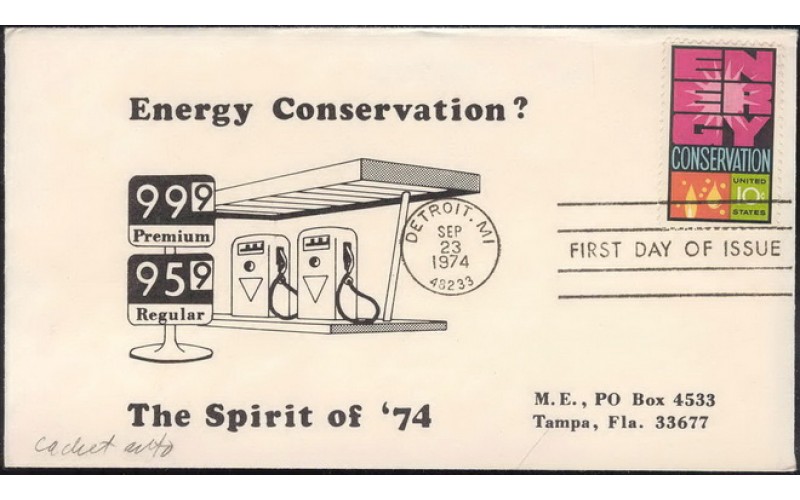 Energy Conservation?
99 9
Premium
95 9
Regular
The Spirit of ‘74
cachet auto
DETROIT, MI
SEP
23
1974
48233
ENERGY
CONSERVATION
UNITED
10c
STATES
FIRST DAY OF ISSUE
M.E., PO Box 4533
Tampa, Fla. 33677